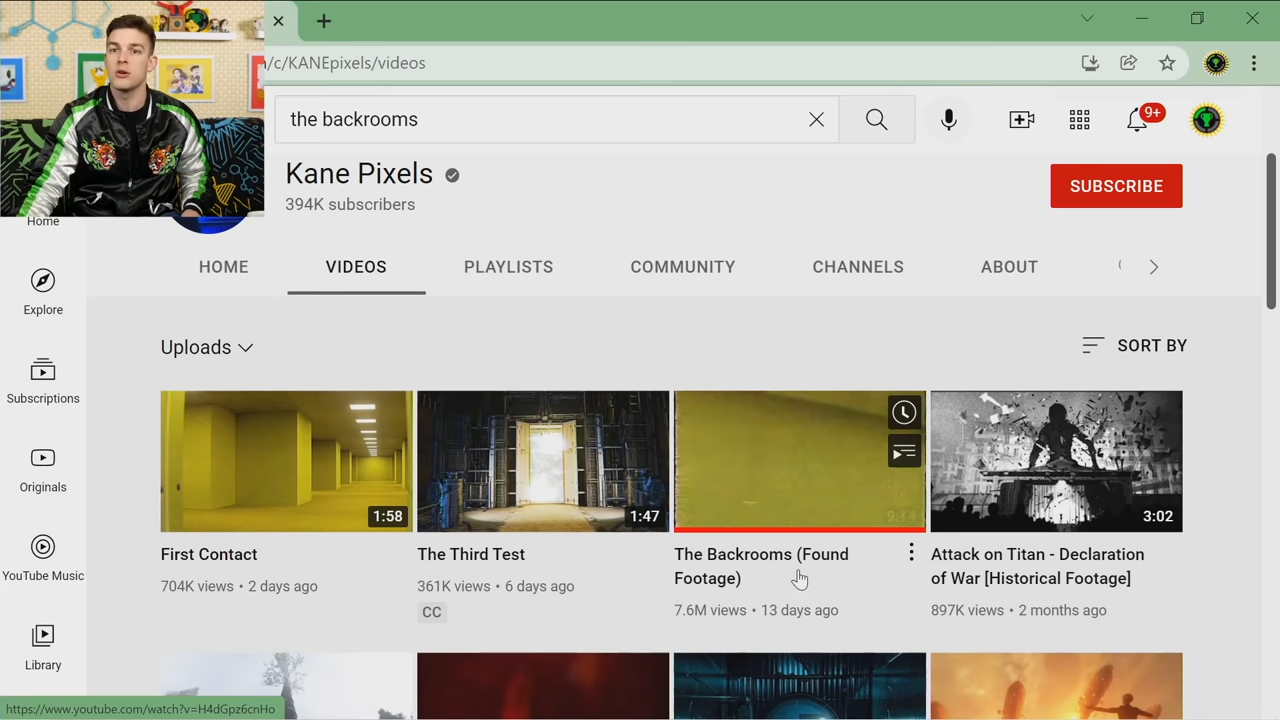 /c/KANEpixels/videos
the backrooms
9+
Kane Pixels
394K subscribers
SUBSCRIBE
Home
HOME
VIDEOS
PLAYLISTS
COMMUNITY
CHANNELS
ABOUT
Explore
Subscriptions
Originals
YouTube Music
Library
Uploads
SORT BY
1:58
First Contact
704K views • 2 days ago
1:47
The Third Test
361K views • 6 days ago
CC
9:14
The Backrooms (Found
Footage)
7.6M views • 13 days ago
3:02
Attack on Titan - Declaration
of War [Historical Footage]
897K views • 2 months ago
https://www.youtube.com/watch?v=H4dGpz6cnHo